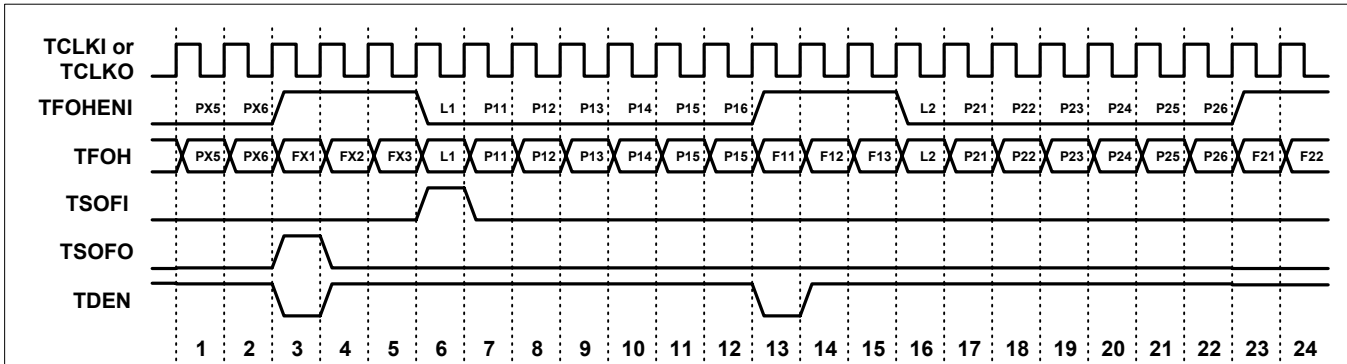 TCLKI or
TCLKO
TFOHENI PX5 PX6 L1 P11 P12 P13 P14 P15 P16 L2 P21 P22 P23 P24 P25 P26
TFOH PX5 PX6 FX1 FX2 FX3 L1 P11 P12 P13 P14 P15 P15 F11 F12 F13 L2 P21 P22 P23 P24 P25 P26 F21 F22
TSOFI
TSOFO
TDEN
1 2 3 4 5 6 7 8 9 10 11 12 13 14 15 16 17 18 19 20 21 22 23 24